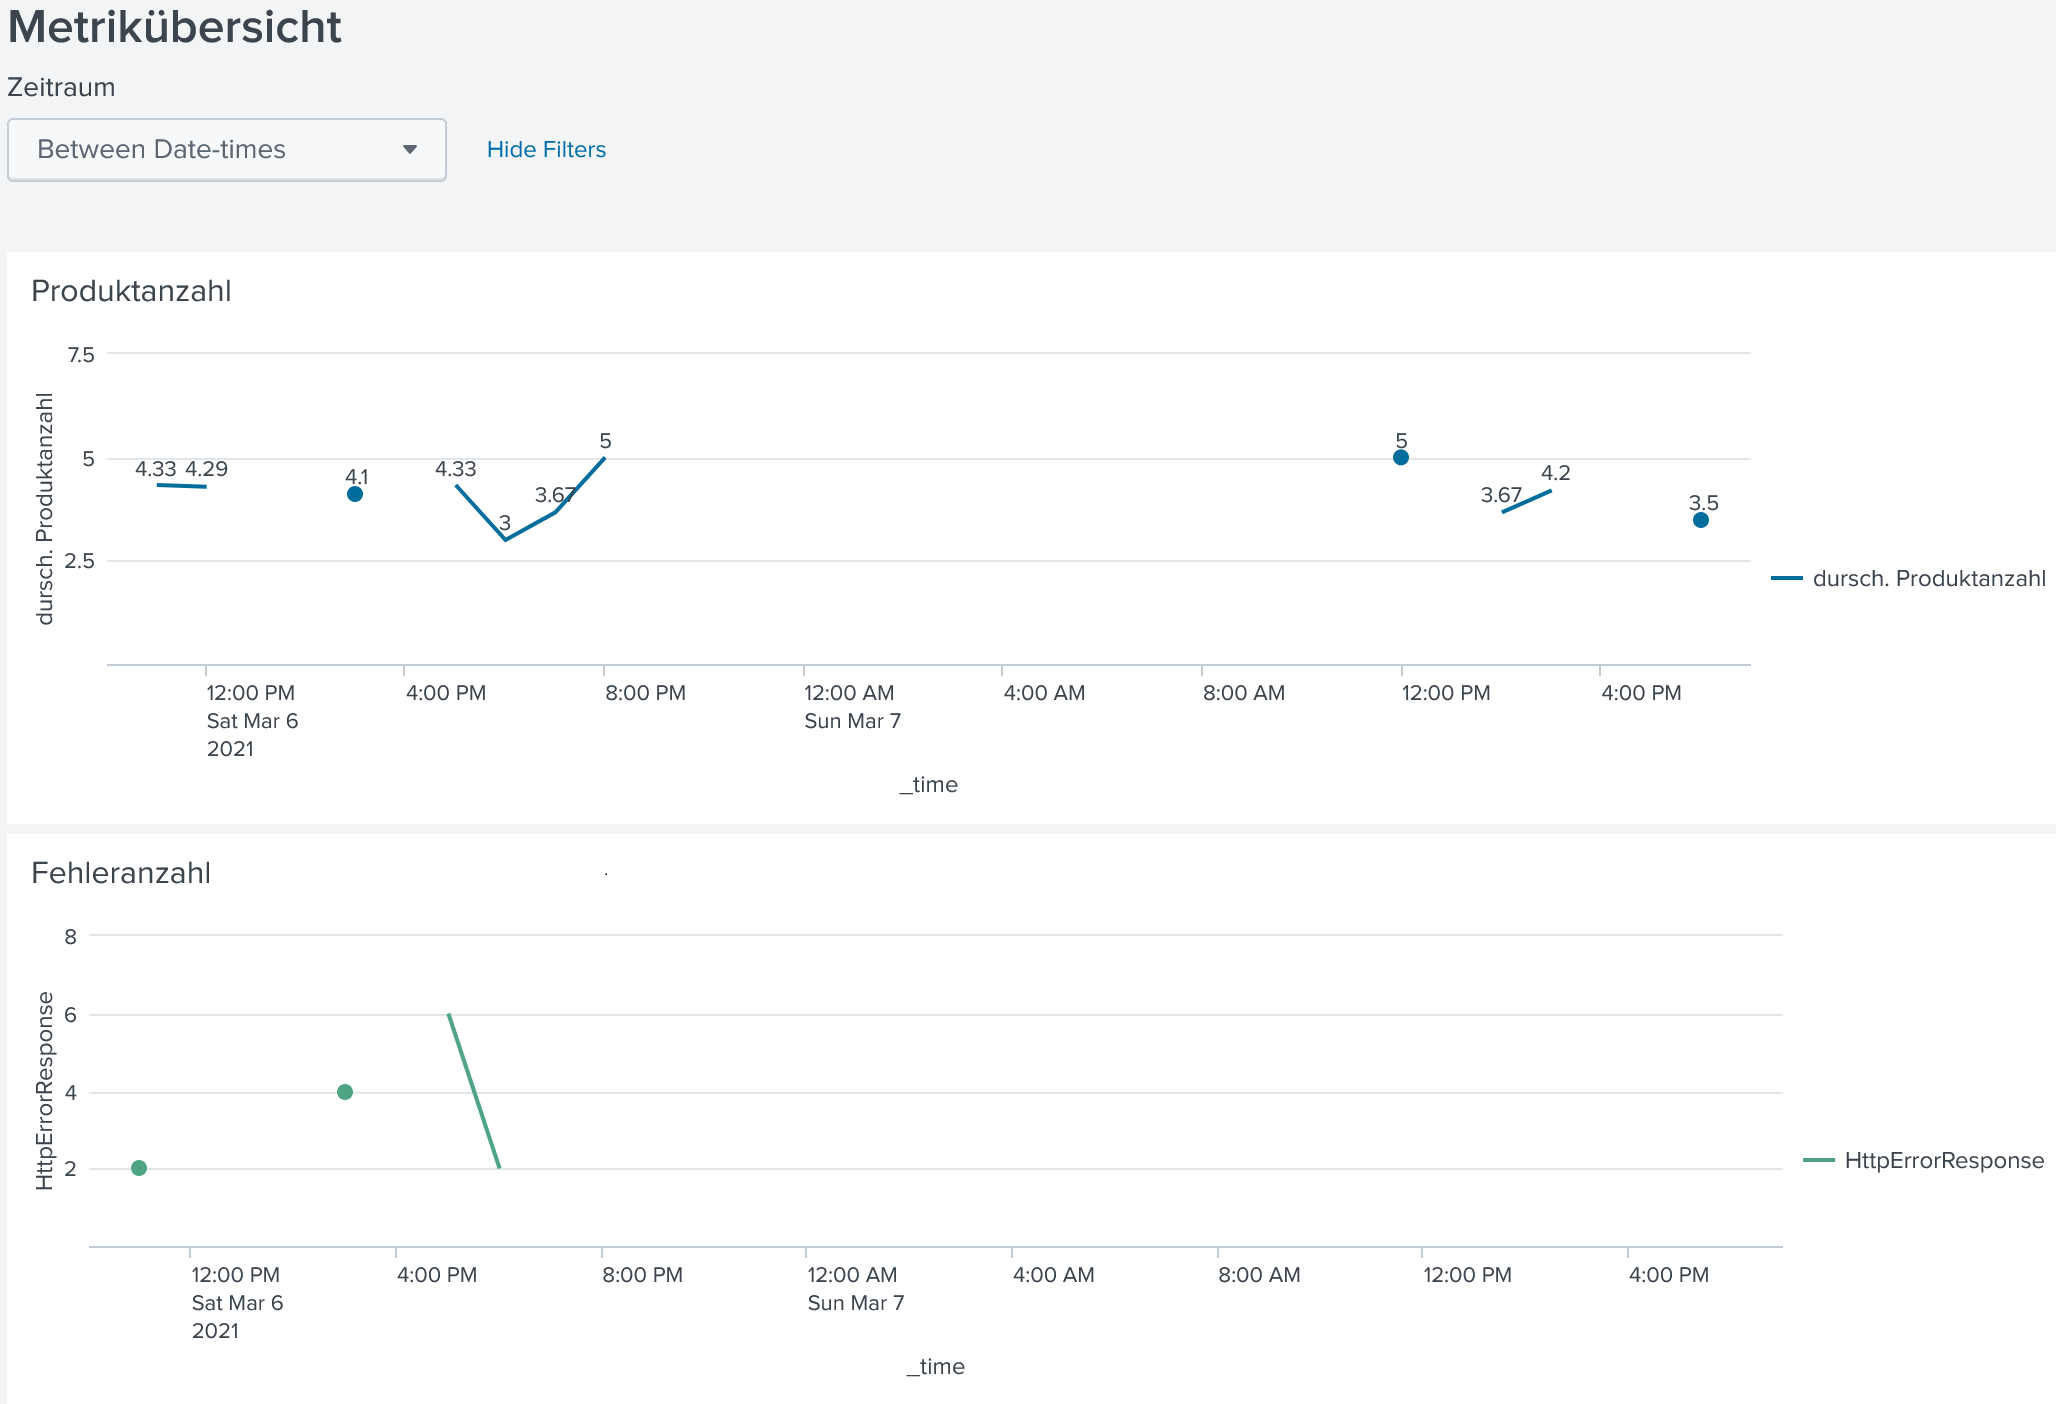 Metrikübersicht
Zeitraum
Between Date-times
Hide Filters
Produktanzahl
dursch. Produktanzahl
7.5
5
2.5
4.33 4.29
4.1
4.33
3
3.67
5
5
3.67
4.2
3.5
dursch. Produktanzahl
12:00 PM 4:00 PM 8:00 PM 12:00 AM 4:00 AM 8:00 AM 12:00 PM 4:00 PM
Sat Mar 6 Sun Mar 7
2021
_time
Fehleranzahl
HttpErrorResponse
8
6
4
2
HttpErrorResponse
12:00 PM 4:00 PM 8:00 PM 12:00 AM 4:00 AM 8:00 AM 12:00 PM 4:00 PM
Sat Mar 6 Sun Mar 7
2021
_time